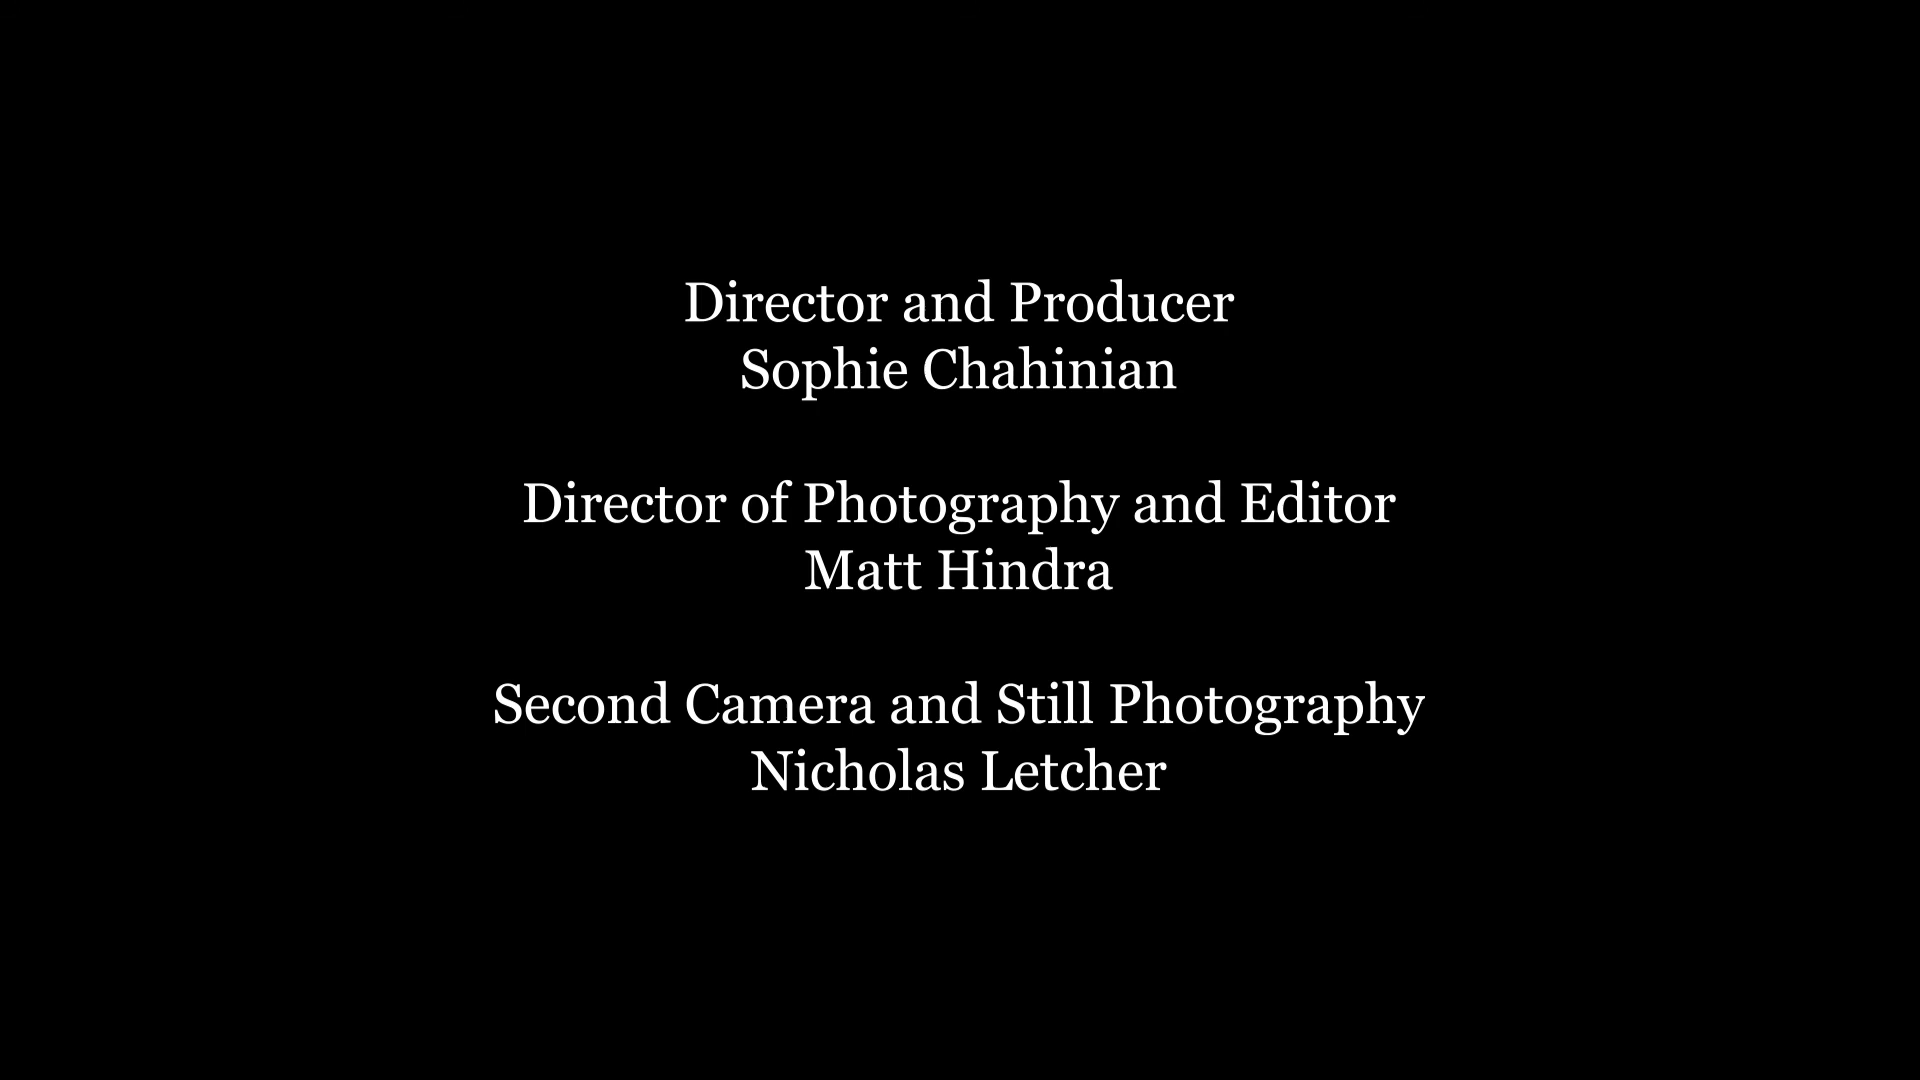 Director and Producer
Sophie Chahinian
Director of Photography and Editor
Matt Hindra
Second Camera and Still Photography
Nicholas Letcher